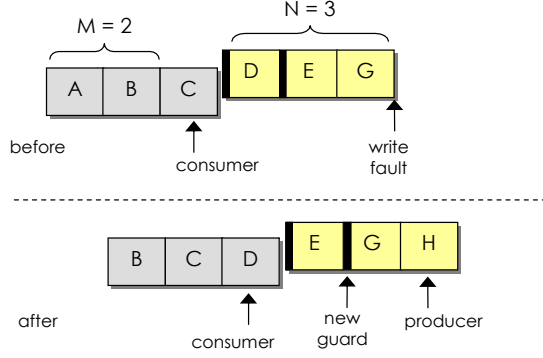 M = 2
N = 3
A B C D E G
before
consumer
write
fault
B C D E G H
after
consumer
new
guard
producer